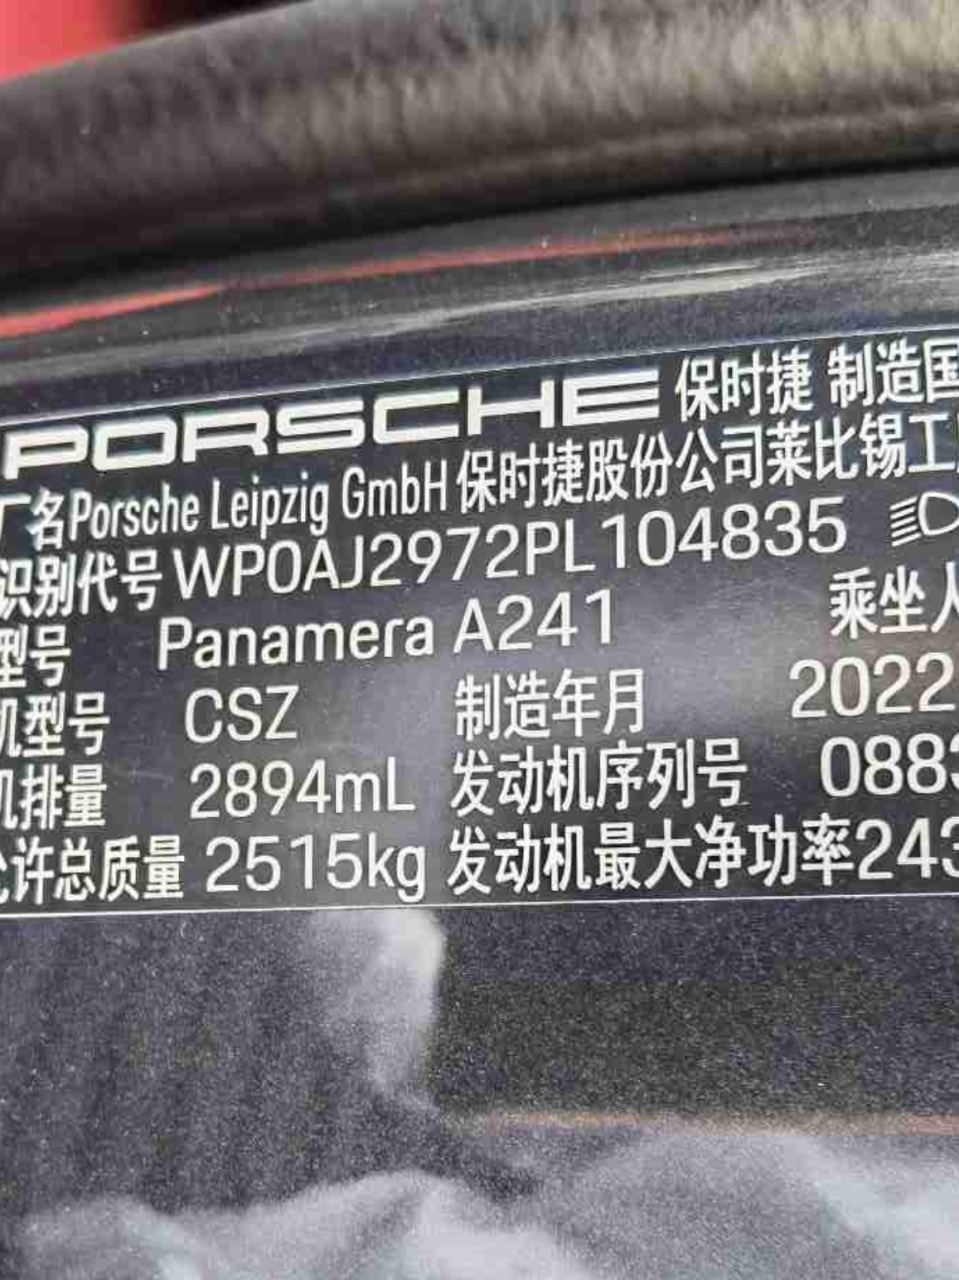 PORSCHE 保时捷 制造国
厂名Porsche Leipzig GmbH 保时捷股份公司莱比锡工厂
识别代号 WP0AJ2972PL104835
型号 Panamera A241 乘坐人
机型号 CSZ 制造年月 2022
机排量 2894mL 发动机序列号 0883
允许总质量 2515kg 发动机最大净功率243